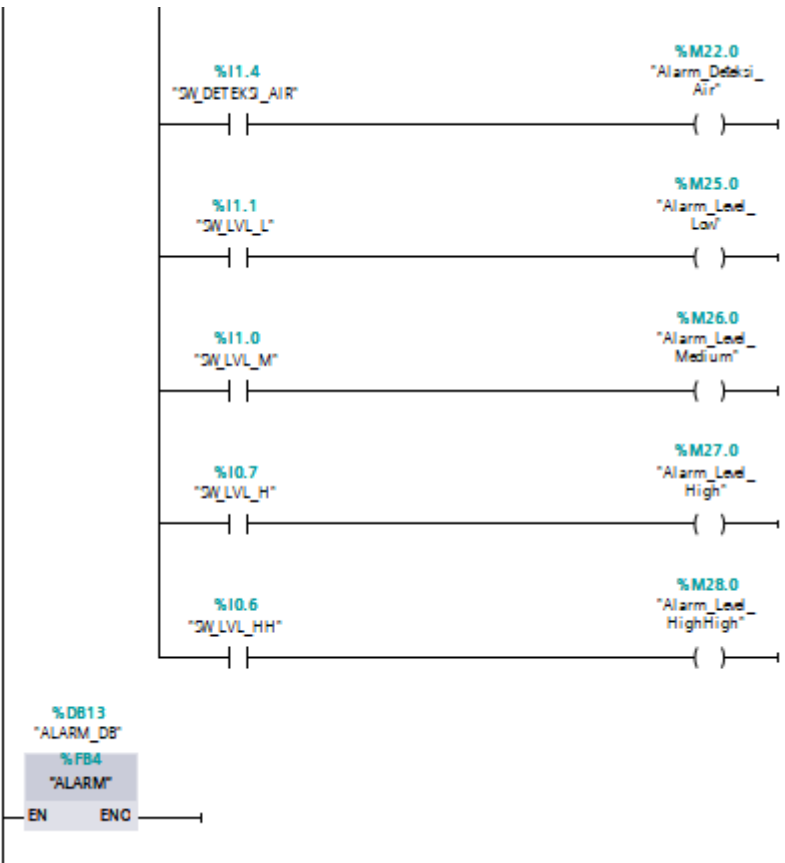 %I1.4
"SW_DETEKSI_AIR"
%M22.0
"Alarm_Deteksi_
Air"
%I1.1
"SW_LVL_L"
%M25.0
"Alarm_Level_
Low"
%I1.0
"SW_LVL_M"
%M26.0
"Alarm_Level_
Medium"
%I0.7
"SW_LVL_H"
%M27.0
"Alarm_Level_
High"
%I0.6
"SW_LVL_HH"
%M28.0
"Alarm_Level_
HighHigh"
%DB13
"ALARM_DB"
%FB4
"ALARM"
EN ENO